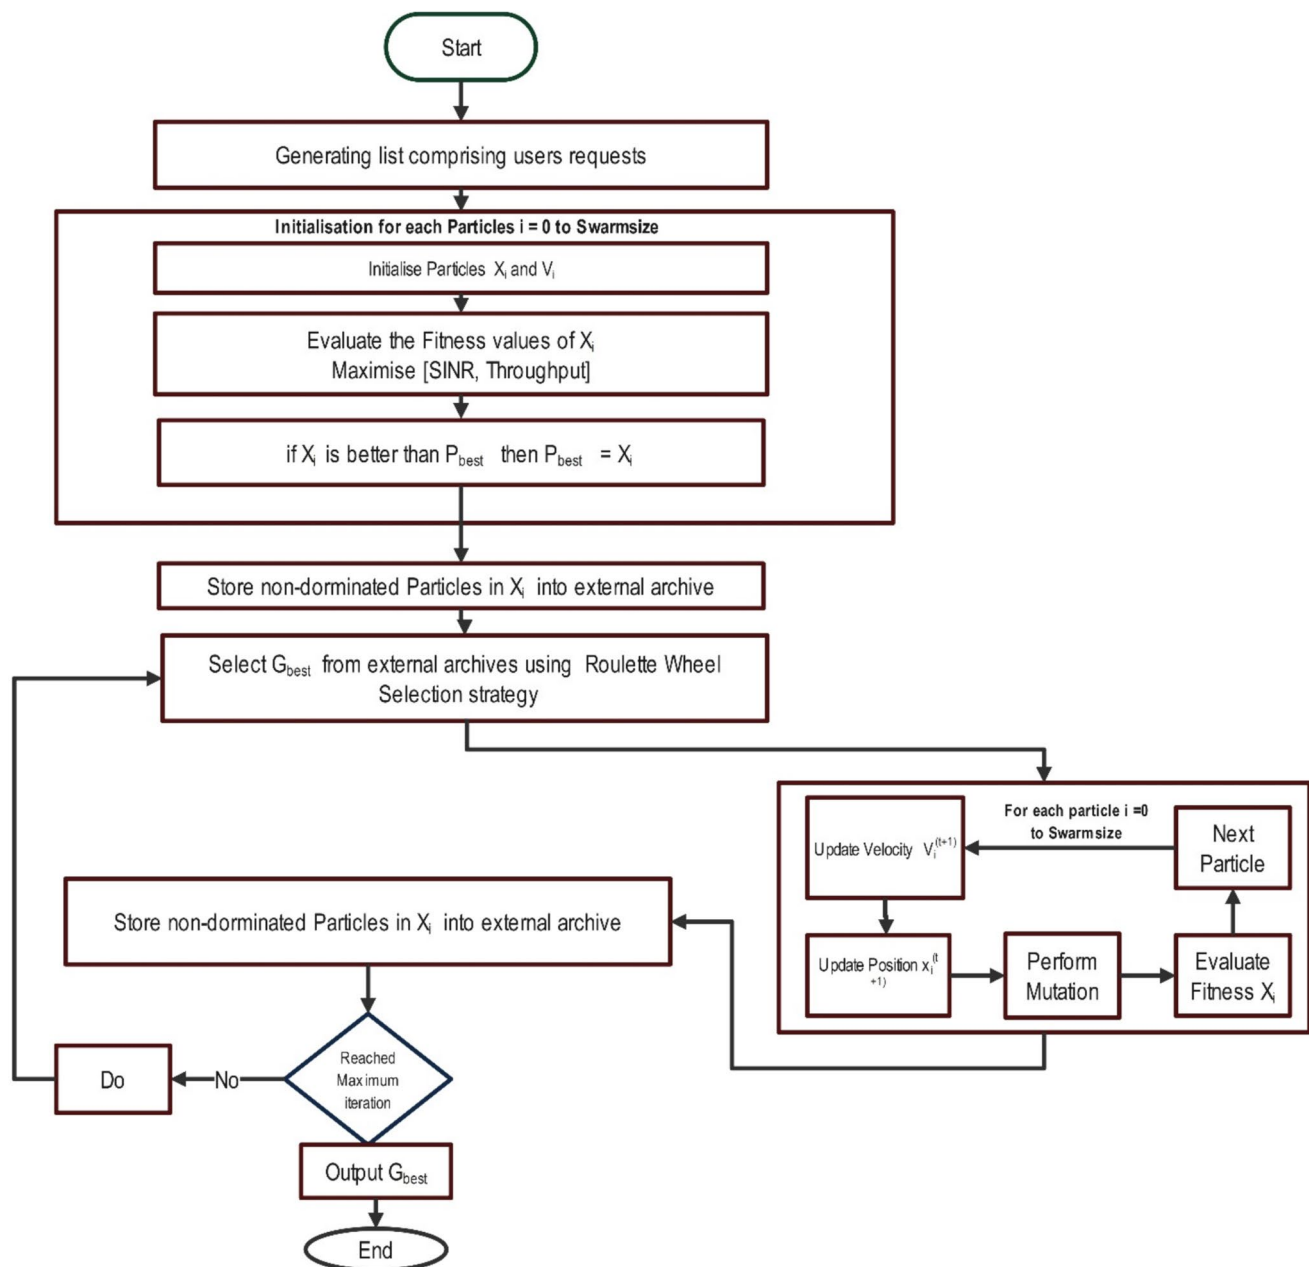 Start
Generating list comprising users requests
Initialisation for each Particles i = 0 to Swarmsize
Initialise Particles Xi and Vi
Evaluate the Fitness values of Xi
Maximise [SINR, Throughput]
if Xi is better than Pbest then Pbest = Xi
Store non-dorminated Particles in Xi into external archive
Select Gbest from external archives using Roulette Wheel
Selection strategy
For each particle i =0
to Swarmsize
Update Velocity Vi(t+1)
Next
Particle
Update Position xi(t
+1)
Perform
Mutation
Evaluate
Fitness Xi
Store non-dorminated Particles in Xi into external archive
Reached
Maximum
iteration
No
Do
Output Gbest
End